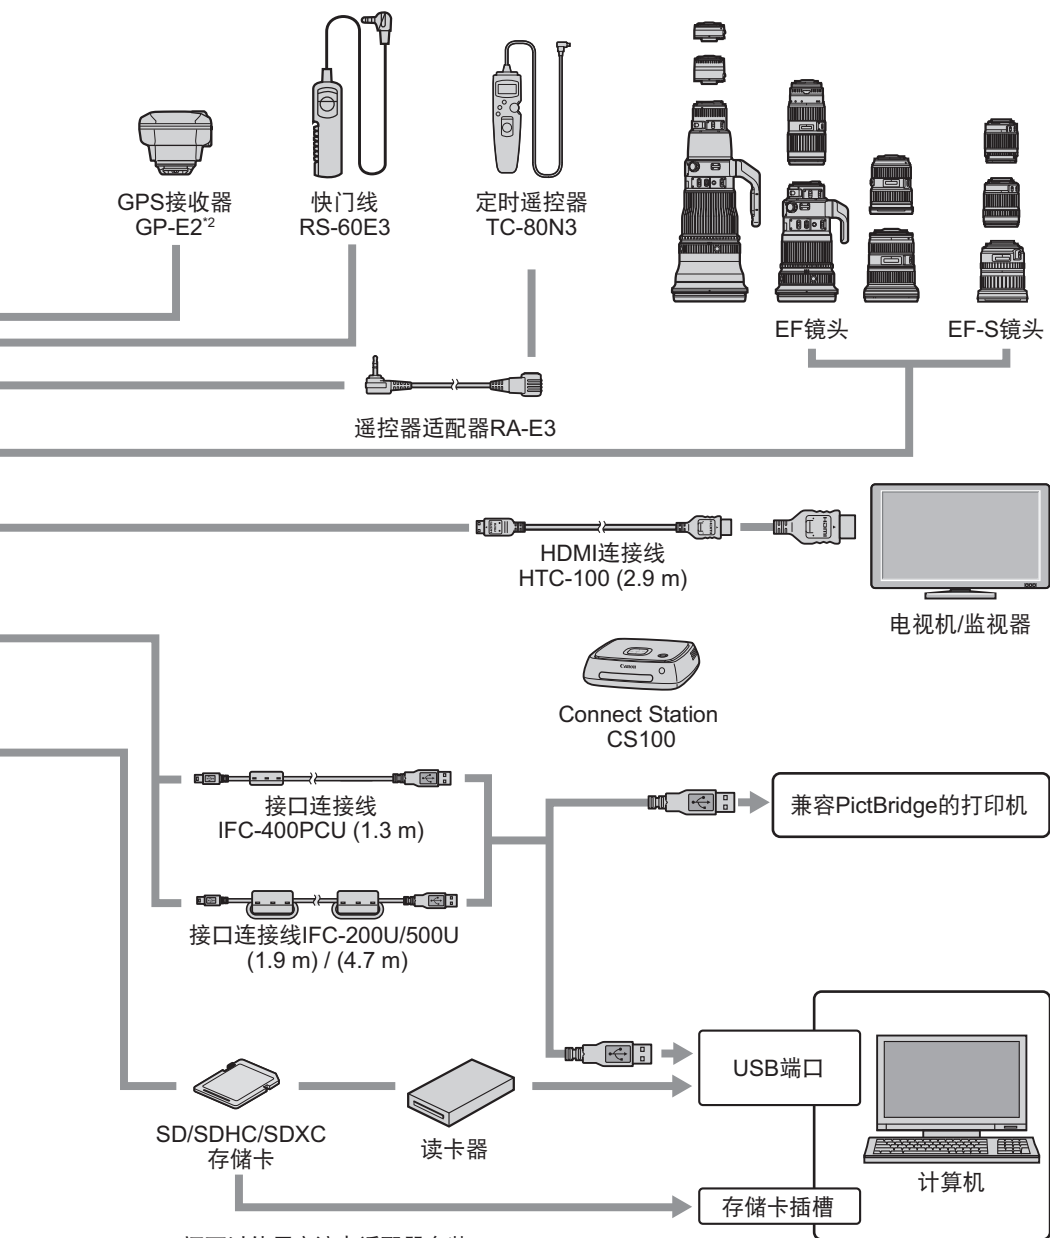 GPS接收器
GP-E2*2
快门线
RS-60E3
定时遥控器
TC-80N3
EF镜头
EF-S镜头
遥控器适配器RA-E3
HDMI连接线
HTC-100 (2.9 m)
HDMI
电视机/监视器
Canon
Connect Station
CS100
接口连接线
IFC-400PCU (1.3 m)
兼容PictBridge的打印机
接口连接线IFC-200U/500U
(1.9 m) / (4.7 m)
USB端口
SD/SDHC/SDXC
存储卡
读卡器
计算机
存储卡插槽